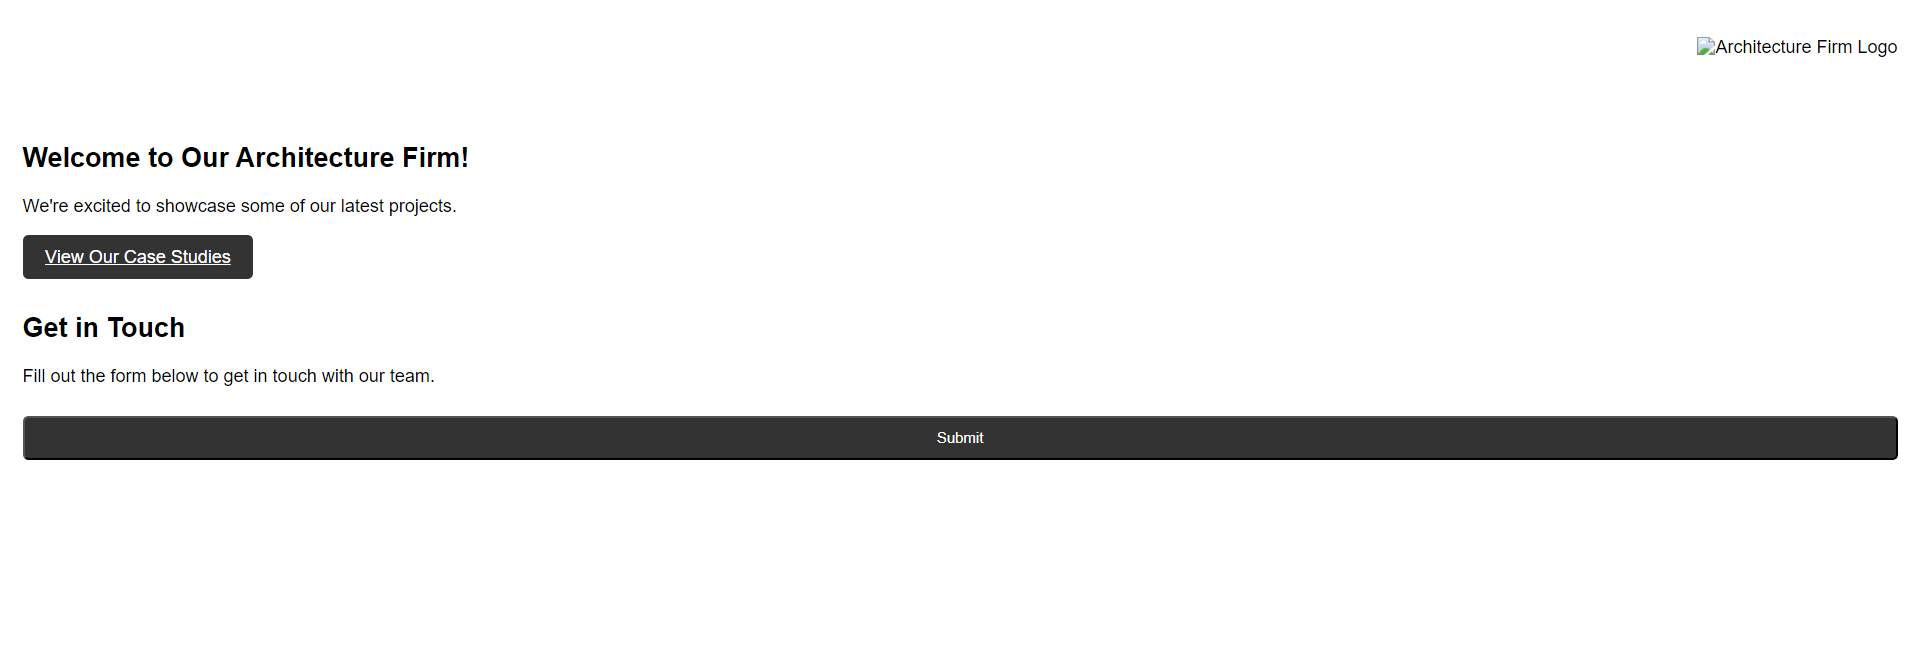 Architecture Firm Logo
Welcome to Our Architecture Firm!
We're excited to showcase some of our latest projects.
View Our Case Studies
Get in Touch
Fill out the form below to get in touch with our team.
Submit